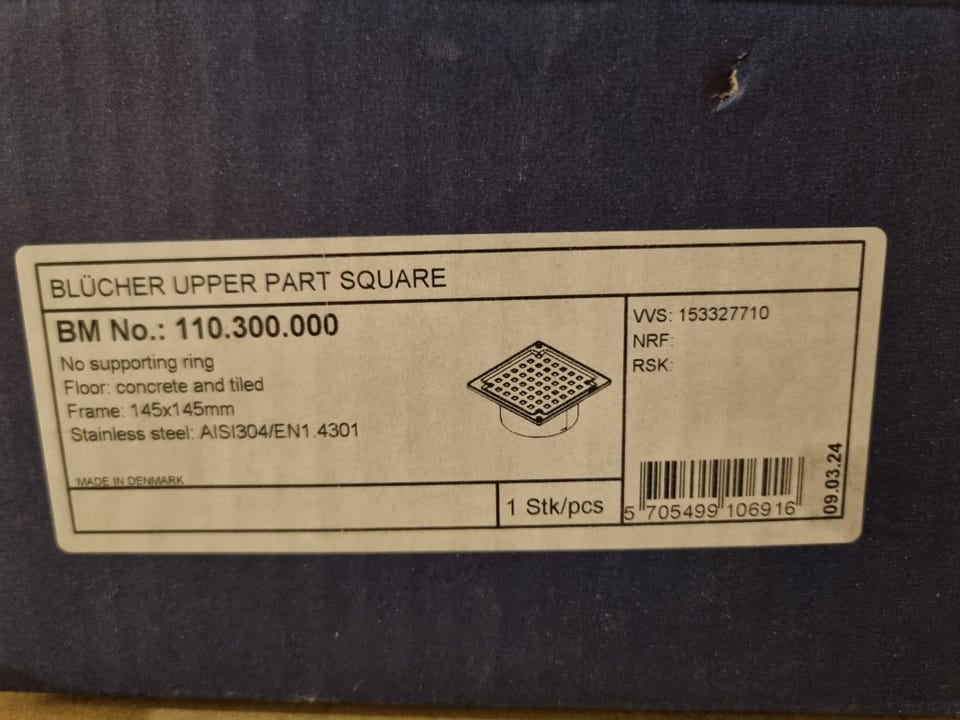 BLÜCHER UPPER PART SQUARE
BM No.: 110.300.000
No supporting ring
Floor: concrete and tiled
Frame: 145x145mm
Stainless steel: AISI304/EN1.4301
MADE IN DENMARK
1 Stk/pcs
VVS: 153327710
NRF:
RSK:
5 705499 106916
09.03.24